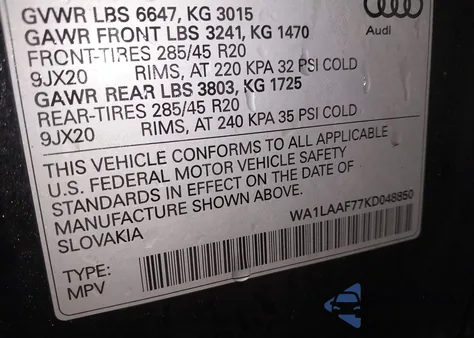 GVWR LBS 6647, KG 3015
GAWR FRONT LBS 3241, KG 1470
FRONT-TIRES 285/45 R20
9JX20 RIMS, AT 220 KPA 32 PSI COLD
GAWR REAR LBS 3803, KG 1725
REAR-TIRES 285/45 R20
9JX20 RIMS, AT 240 KPA 35 PSI COLD
Audi
THIS VEHICLE CONFORMS TO ALL APPLICABLE
U.S. FEDERAL MOTOR VEHICLE SAFETY
STANDARDS IN EFFECT ON THE DATE OF
MANUFACTURE SHOWN ABOVE.
SLOVAKIA
WA1LAAF77KD048850
TYPE:
MPV